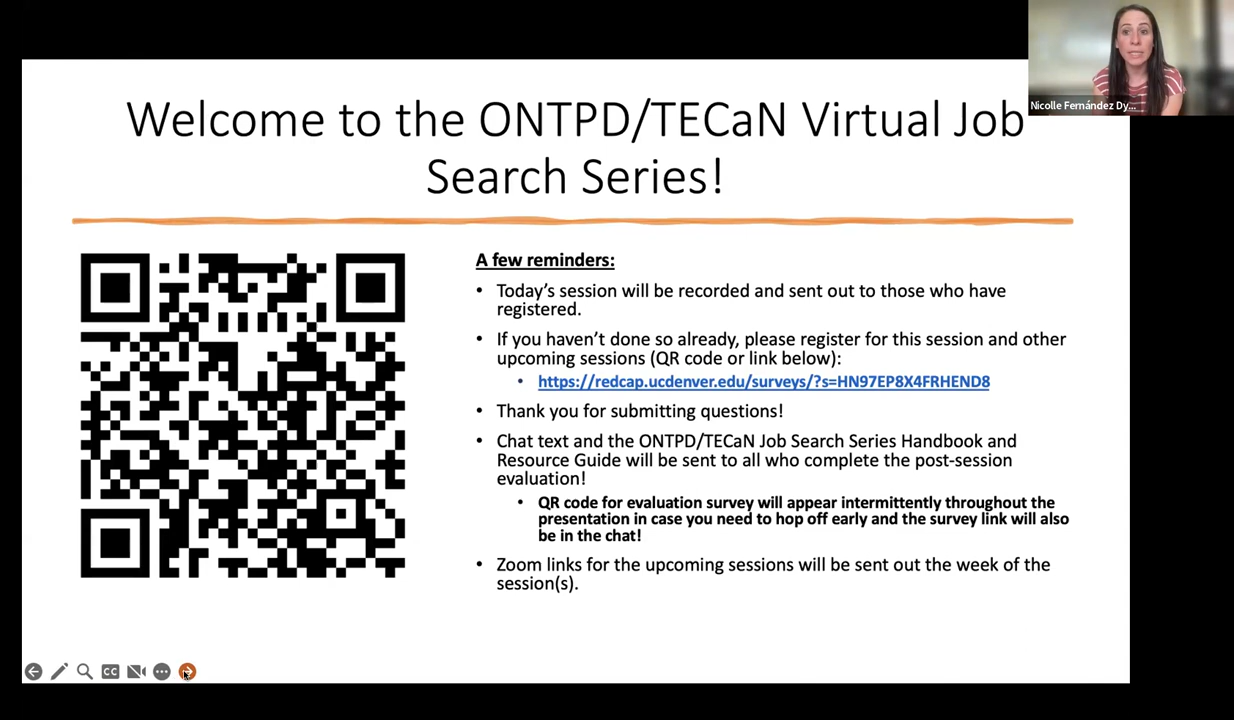 Nicolle Fernández Dy...
Welcome to the ONTPD/TECaN Virtual Job
Search Series!
A few reminders:
• Today's session will be recorded and sent out to those who have
registered.
• If you haven't done so already, please register for this session and other
upcoming sessions (QR code or link below):
• https://redcap.ucdenver.edu/surveys/?s=HN97EP8X4FRHEND8
• Thank you for submitting questions!
• Chat text and the ONTPD/TECaN Job Search Series Handbook and
Resource Guide will be sent to all who complete the post-session
evaluation!
• QR code for evaluation survey will appear intermittently throughout the
presentation in case you need to hop off early and the survey link will also
be in the chat!
• Zoom links for the upcoming sessions will be sent out the week of the
session(s).
CC